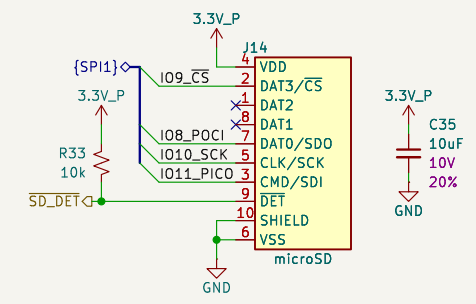 3.3V_P
J14
{SPI1}
4 VDD
IO9_CS 2 DAT3/CS
1 DAT2
3.3V_P
3.3V_P
8 DAT1
C35
IO8_POCI 7 DAT0/SDO
10uF
R33
IO10_SCK 5 CLK/SCK
10V
10k
IO11_PICO 3 CMD/SDI
20%
SD_DET
9 DET
10 SHIELD
GND
6 VSS
microSD
GND